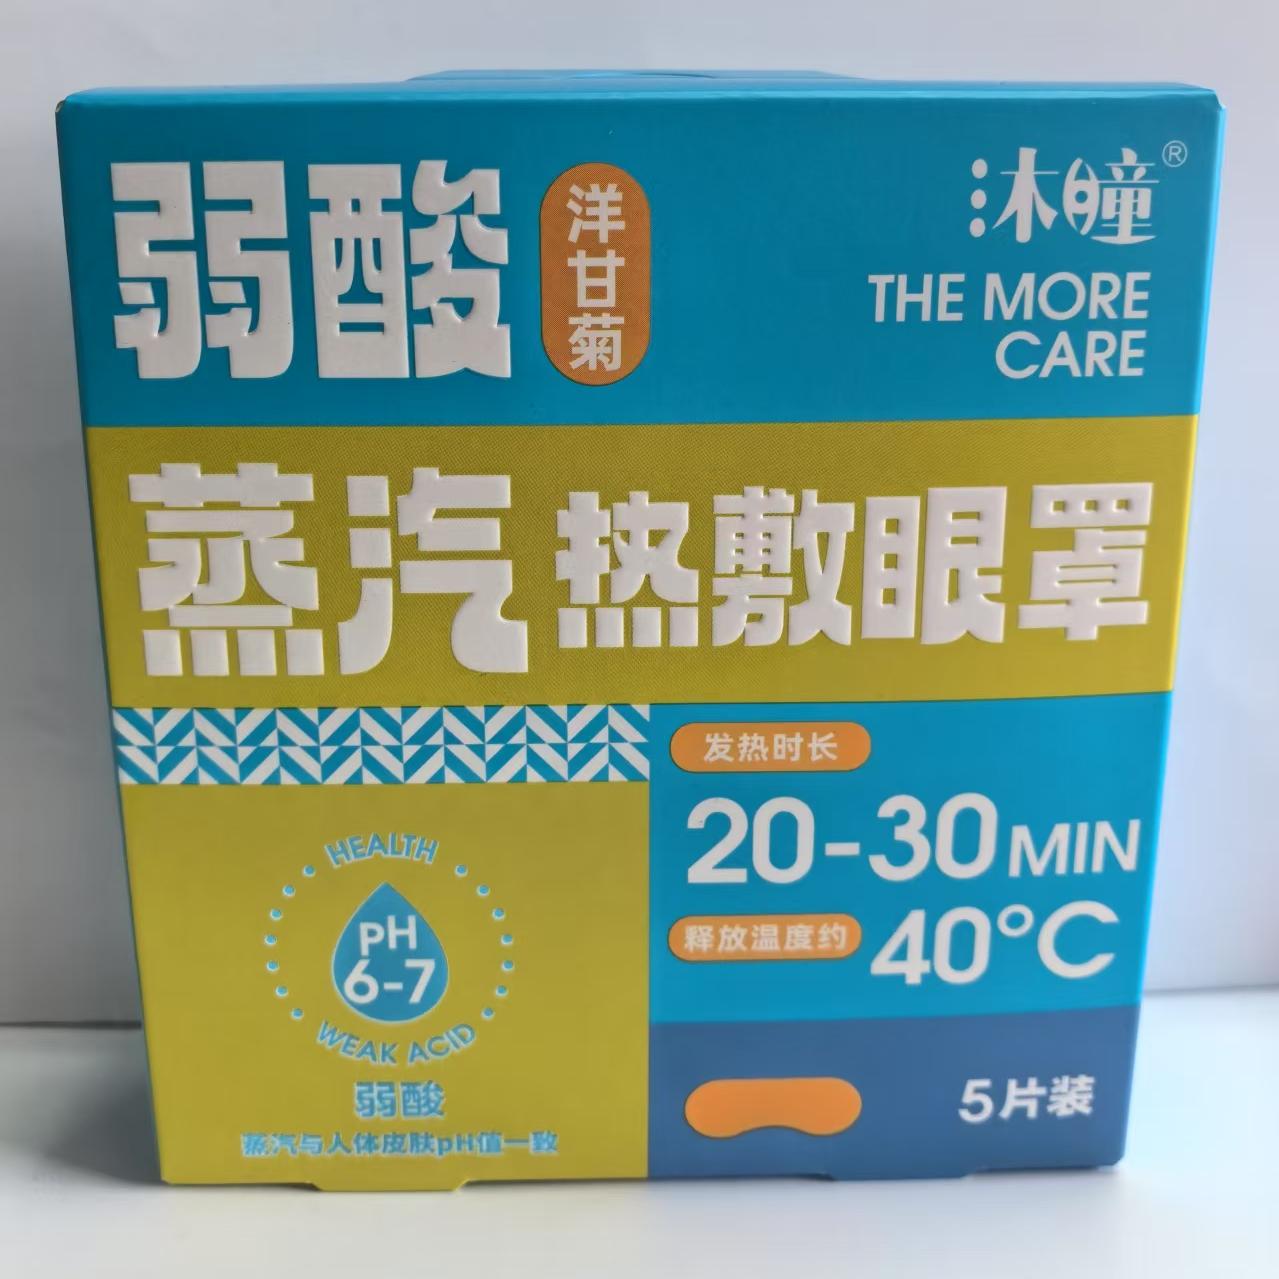 弱酸
洋甘菊
沐瞳®
THE MORE
CARE
蒸汽热敷眼罩
发热时长
20-30MIN
释放温度约
40°C
HEALTH
PH
6-7
WEAK ACID
弱酸
蒸汽与人体皮肤pH值一致
5片装